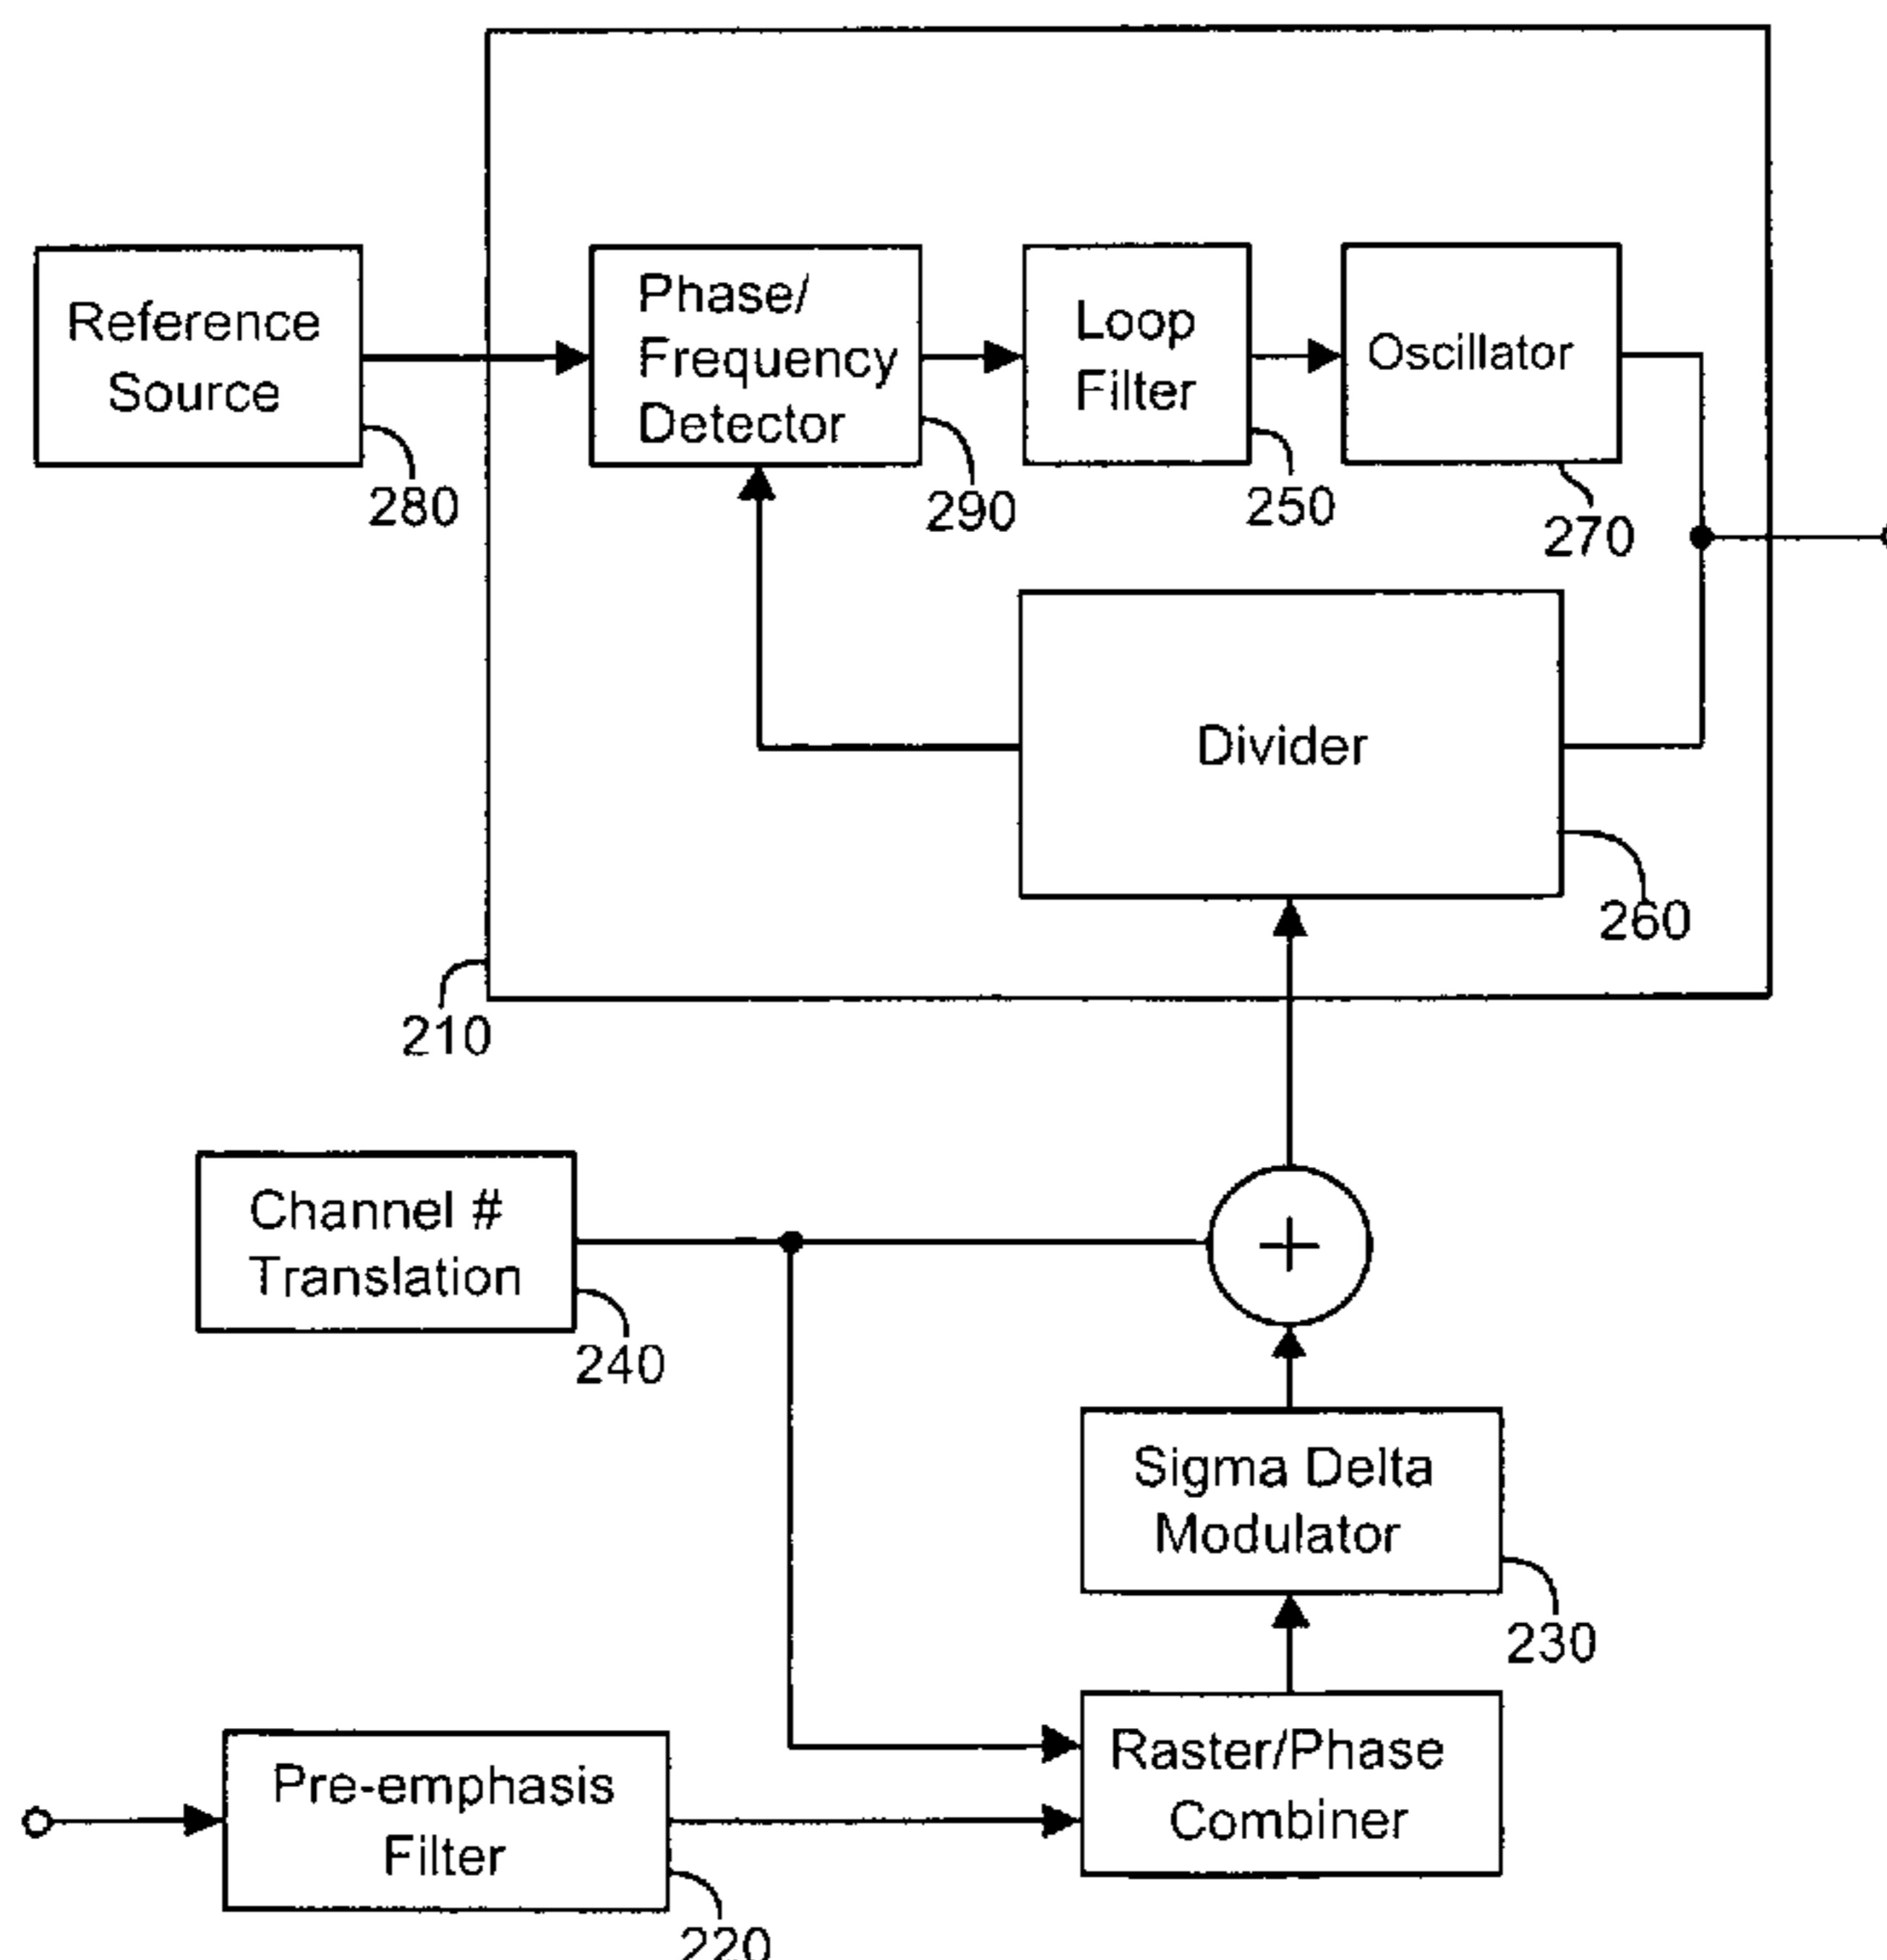 Reference
Source
280
Phase/
Frequency
Detector
290
Loop
Filter
250
Oscillator
270
Divider
260
210
Channel #
Translation
240
+
Sigma Delta
Modulator
230
Raster/Phase
Combiner
Pre-emphasis
Filter
220